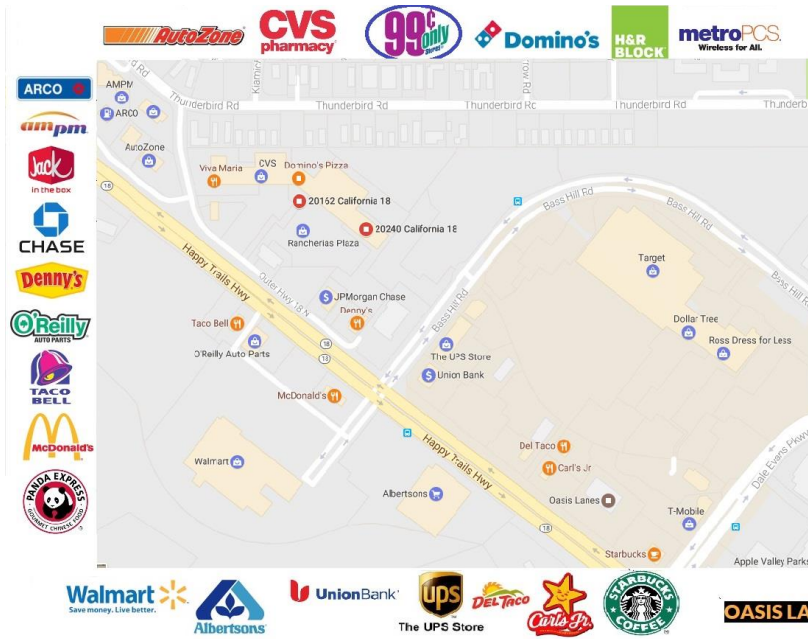 AutoZone
CVS
pharmacy
99¢
only
Stores
Domino's
H&R
BLOCK
metroPCS.
Wireless for All.
ARCO
ampm
Jack
in the box
CHASE
Denny's
O'Reilly
AUTO PARTS
TACO
BELL
McDonald's
PANDA EXPRESS
GOURMET CHINESE FOOD
AMPM
ARCO
AutoZone
Thunderbird Rd
Thunderbird Rd
Thunderbird Rd
Thunderbird Rd
Viva Maria
CVS
Domino's Pizza
20162 California 18
Rancherias Plaza
20240 California 18
18
Happy Trails Hwy
Outer Hwy 18 N
JPMorgan Chase
Denny's
Taco Bell
O'Reilly Auto Parts
18
18
Bass Hill Rd
Bass Hill Rd
Bass Hill Rd
Bass Hill Rd
Target
Dollar Tree
Ross Dress for Less
The UPS Store
Union Bank
McDonald's
Walmart
Happy Trails Hwy
Albertsons
Del Taco
Carl's Jr
Oasis Lanes
18
T-Mobile
Dale Evans Pkwy
Starbucks
Apple Valley Park
Walmart
Save money. Live better.
Albertsons
UnionBank
ups
The UPS Store
DEL TACO
Carl's Jr.
STARBUCKS
COFFEE
OASIS LA